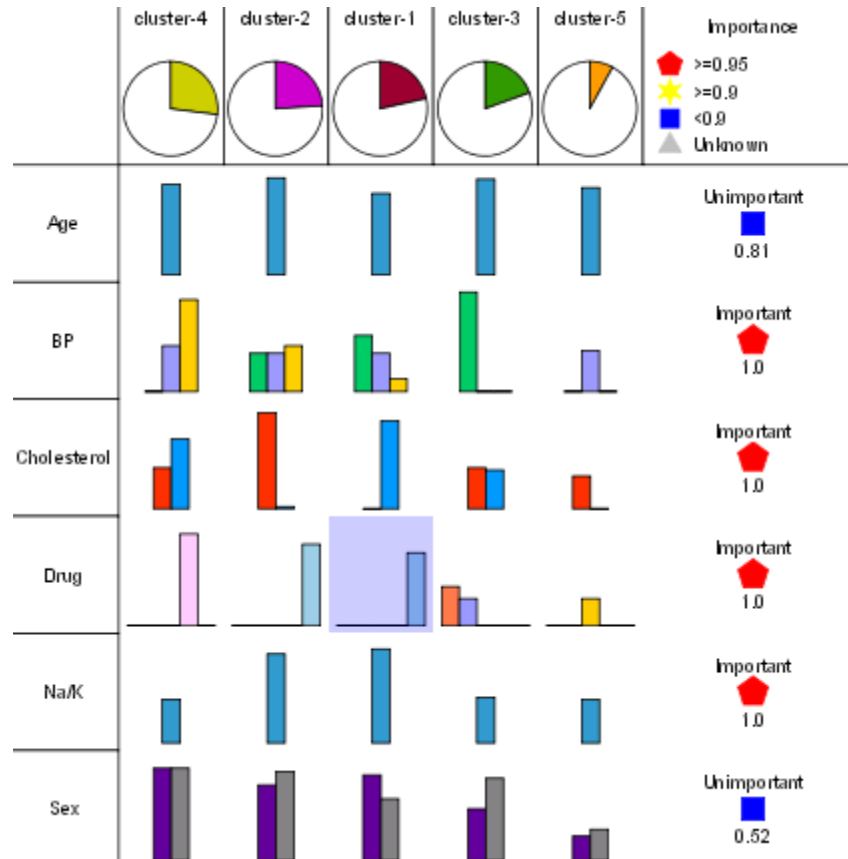 cluster-4 cluster-2 cluster-1 cluster-3 cluster-5 Importance
>=0.95
>=0.9
<0.9
Unknown
Age Unimportant
0.81
BP Important
1.0
Cholesterol Important
1.0
Drug Important
1.0
Na/K Important
1.0
Sex Unimportant
0.52